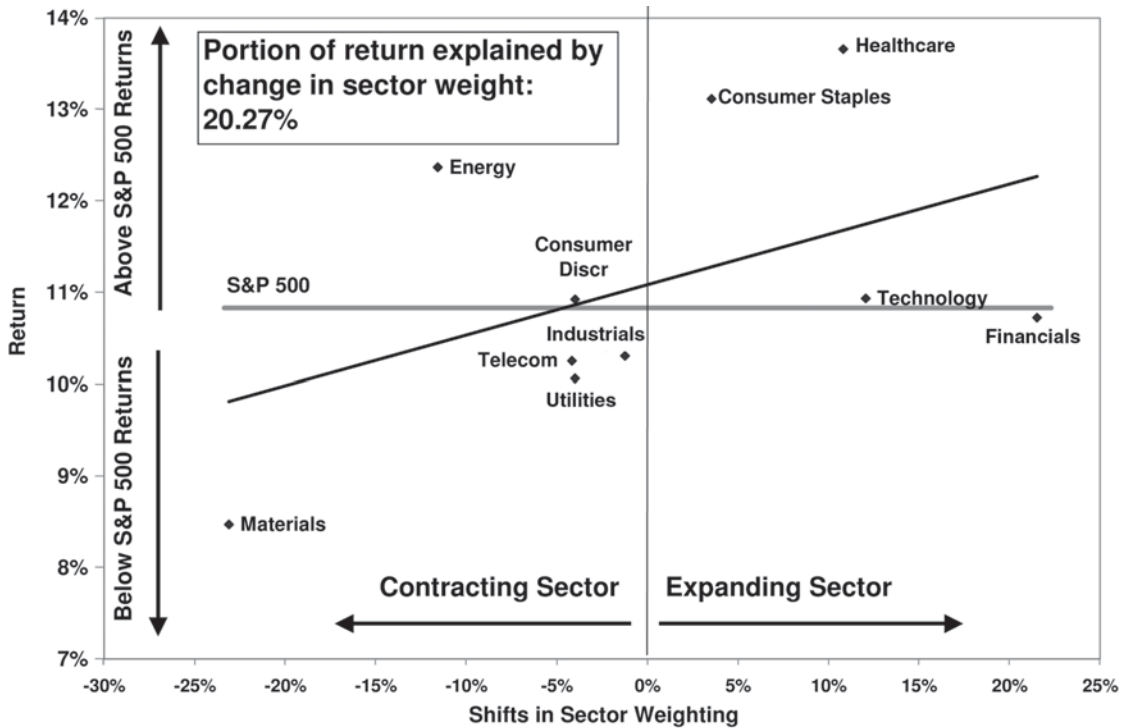 14%
13%
12%
11%
10%
9%
8%
7%
Return
Above S&P 500 Returns
Below S&P 500 Returns
Portion of return explained by
change in sector weight:
20.27%
Healthcare
Consumer Staples
Energy
Consumer
Discr
S&P 500
Technology
Financials
Industrials
Telecom
Utilities
Materials
Contracting Sector
Expanding Sector
-30%
-25%
-20%
-15%
-10%
-5%
0%
5%
10%
15%
20%
25%
Shifts in Sector Weighting